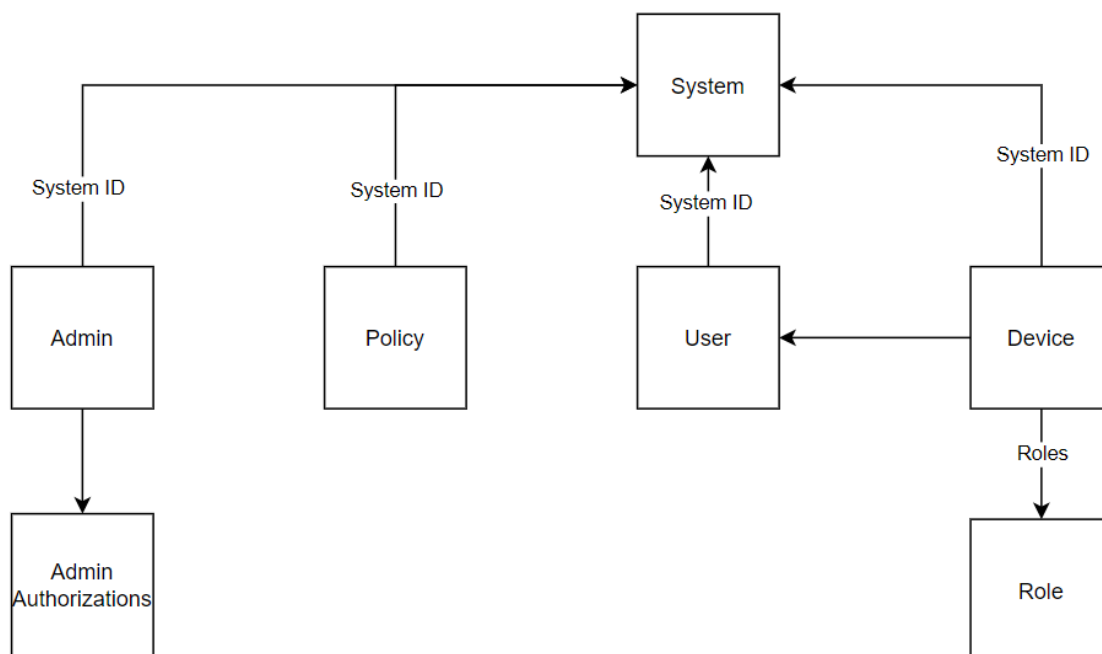 System
System ID
System ID
System ID
System ID
Admin
Policy
User
Device
Roles
Admin
Authorizations
Role